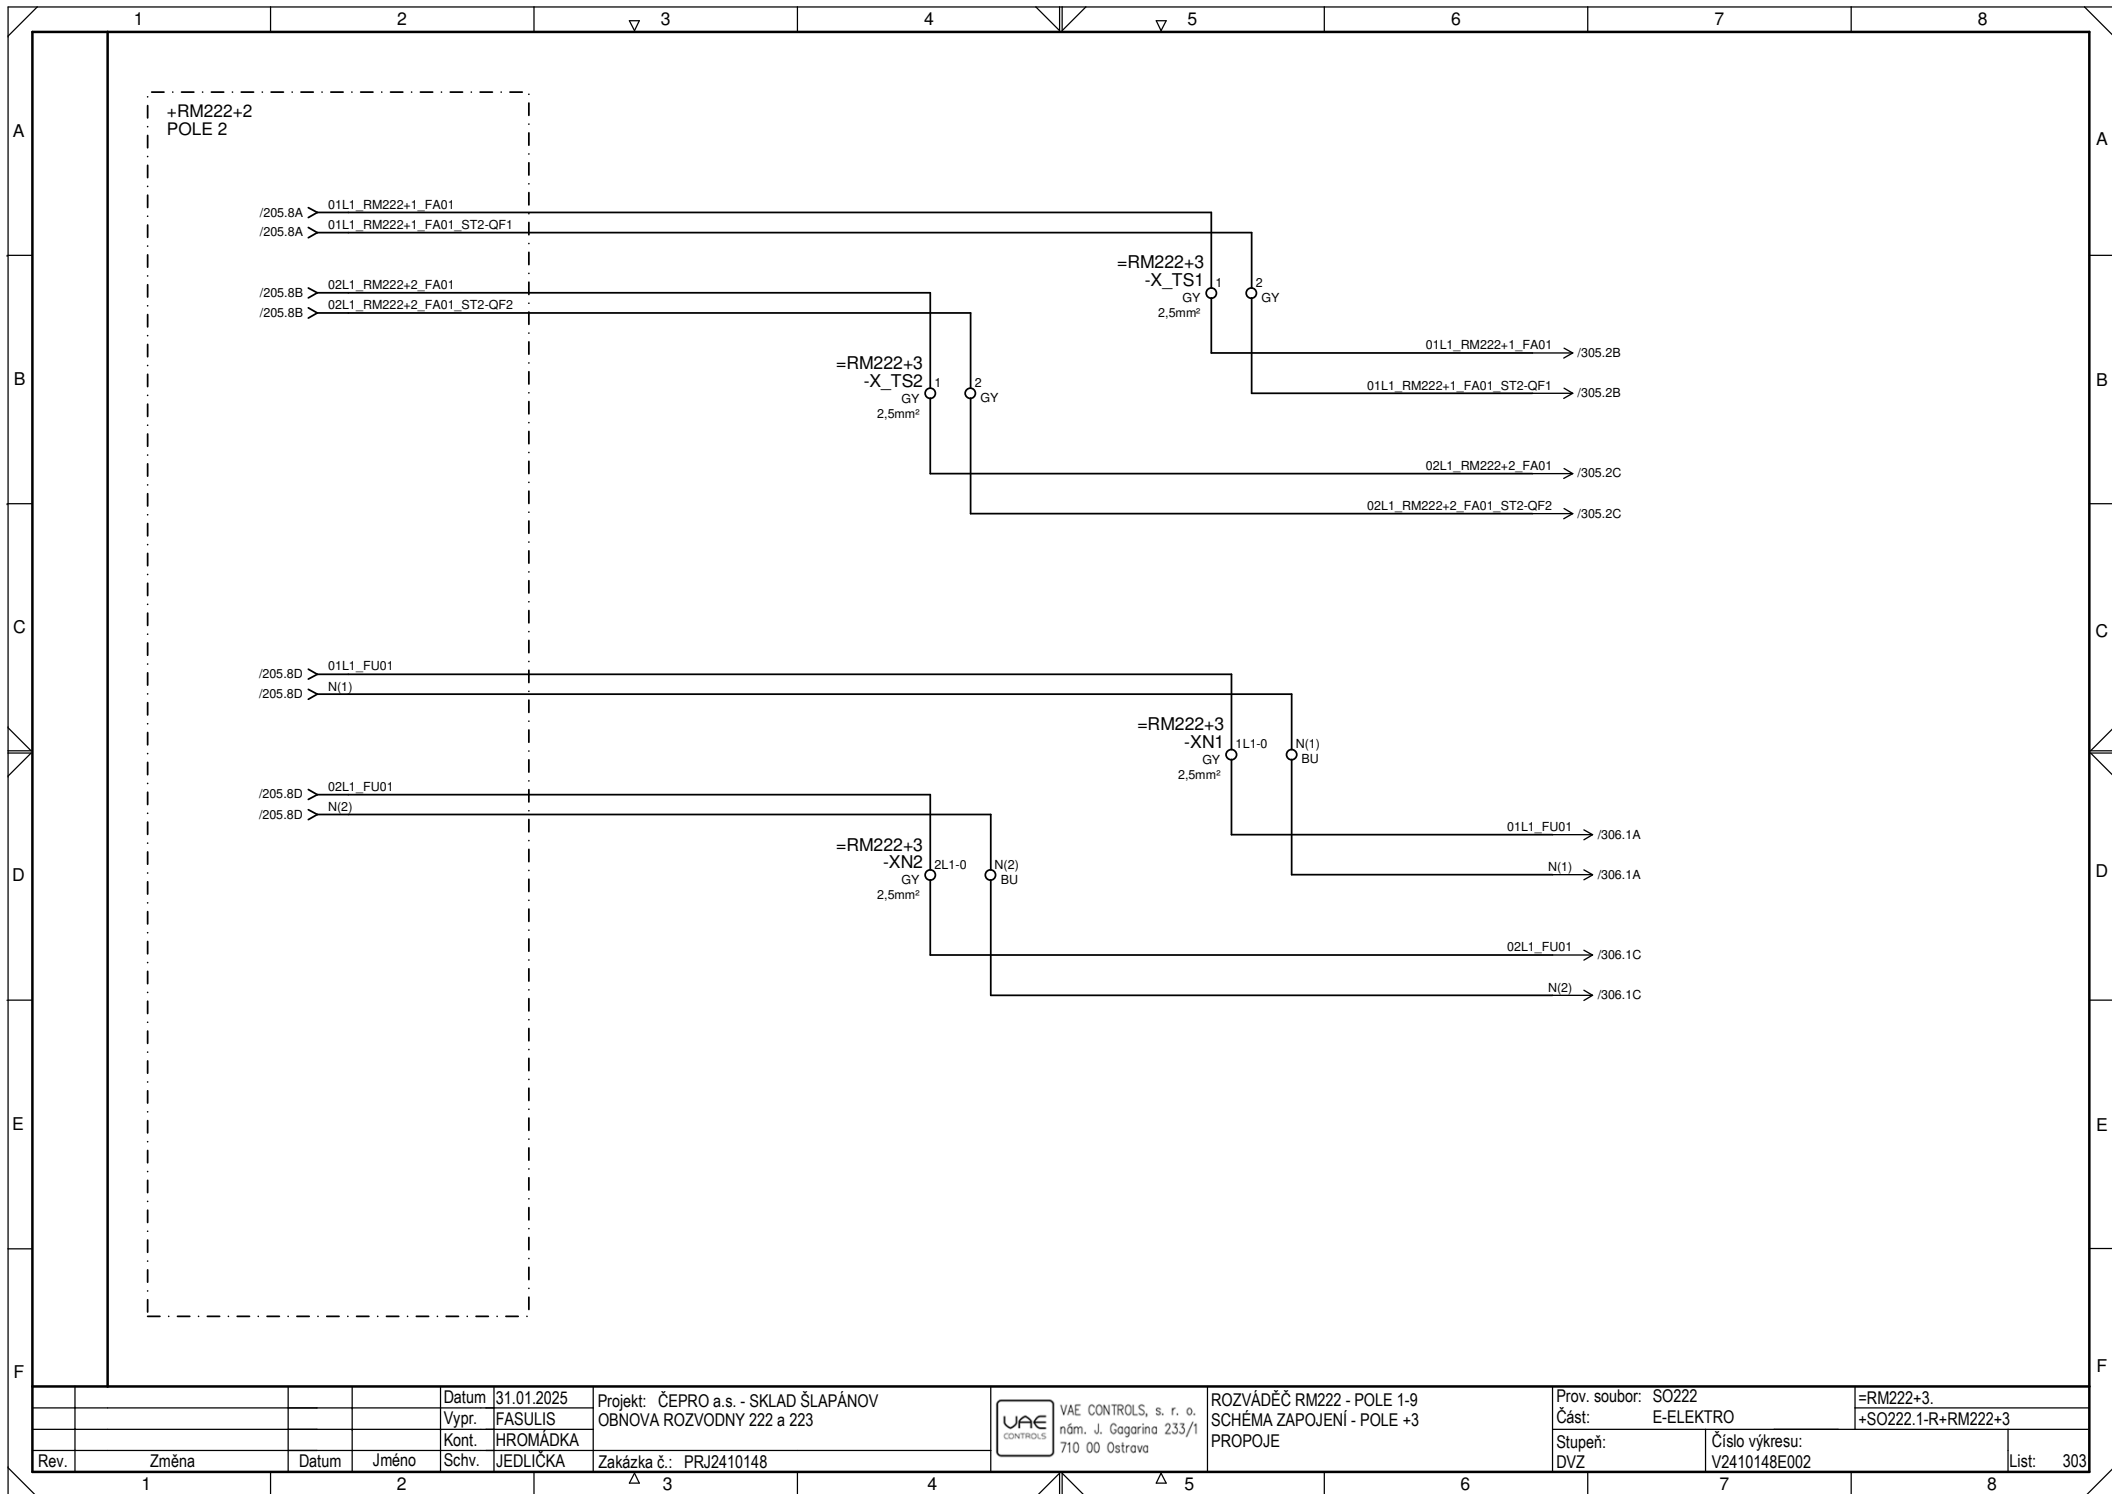 1 2 3 4 5 6 7 8
A
A
+RM222+2
POLE 2
/205.8A 01L1_RM222+1_FA01
/205.8A 01L1_RM222+1_FA01_ST2-QF1
=RM222+3
-X_TS1 1 2
GY GY
2,5mm²
/205.8B 02L1_RM222+2_FA01
/205.8B 02L1_RM222+2_FA01_ST2-QF2
01L1_RM222+1_FA01 /305.2B
=RM222+3
-X_TS2 1 2
GY GY
2,5mm²
B
B
01L1_RM222+1_FA01_ST2-QF1 /305.2B
02L1_RM222+2_FA01 /305.2C
02L1_RM222+2_FA01_ST2-QF2 /305.2C
C
C
/205.8D 01L1_FU01
/205.8D N(1)
=RM222+3
-XN1 1L1-0 N(1)
GY BU
2,5mm²
/205.8D 02L1_FU01
/205.8D N(2)
01L1_FU01 /306.1A
=RM222+3
-XN2 2L1-0 N(2)
GY BU
2,5mm²
D
D
N(1) /306.1A
02L1_FU01 /306.1C
N(2) /306.1C
E
E
F
F
Datum 31.01.2025
Vypr. FASULIS
Kont. HROMÁDKA
Rev. Změna Datum Jméno Schv. JEDLIČKA
Projekt: ČEPRO a.s. - SKLAD ŠLAPÁNOV
OBNOVA ROZVODNY 222 a 223
Zakázka č.: PRJ2410148
VAE
CONTROLS
VAE CONTROLS, s. r. o.
nám. J. Gagarina 233/1
710 00 Ostrava
ROZVÁDĚČ RM222 - POLE 1-9
SCHÉMA ZAPOJENÍ - POLE +3
PROPOJE
Prov. soubor: SO222
Část: E-ELEKTRO
Stupeň:
DVZ
Číslo výkresu:
V2410148E002
=RM222+3.
+SO222.1-R+RM222+3
List: 303
1 2 3 4 5 6 7 8